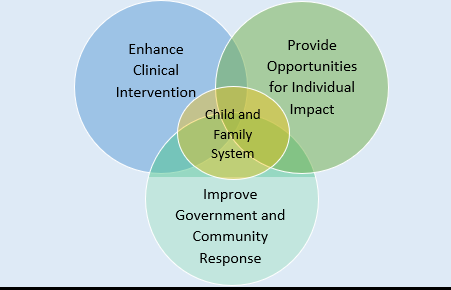 Enhance
Clinical
Intervention
Provide
Opportunities
for Individual
Impact
Child and
Family
System
Improve
Government and
Community
Response